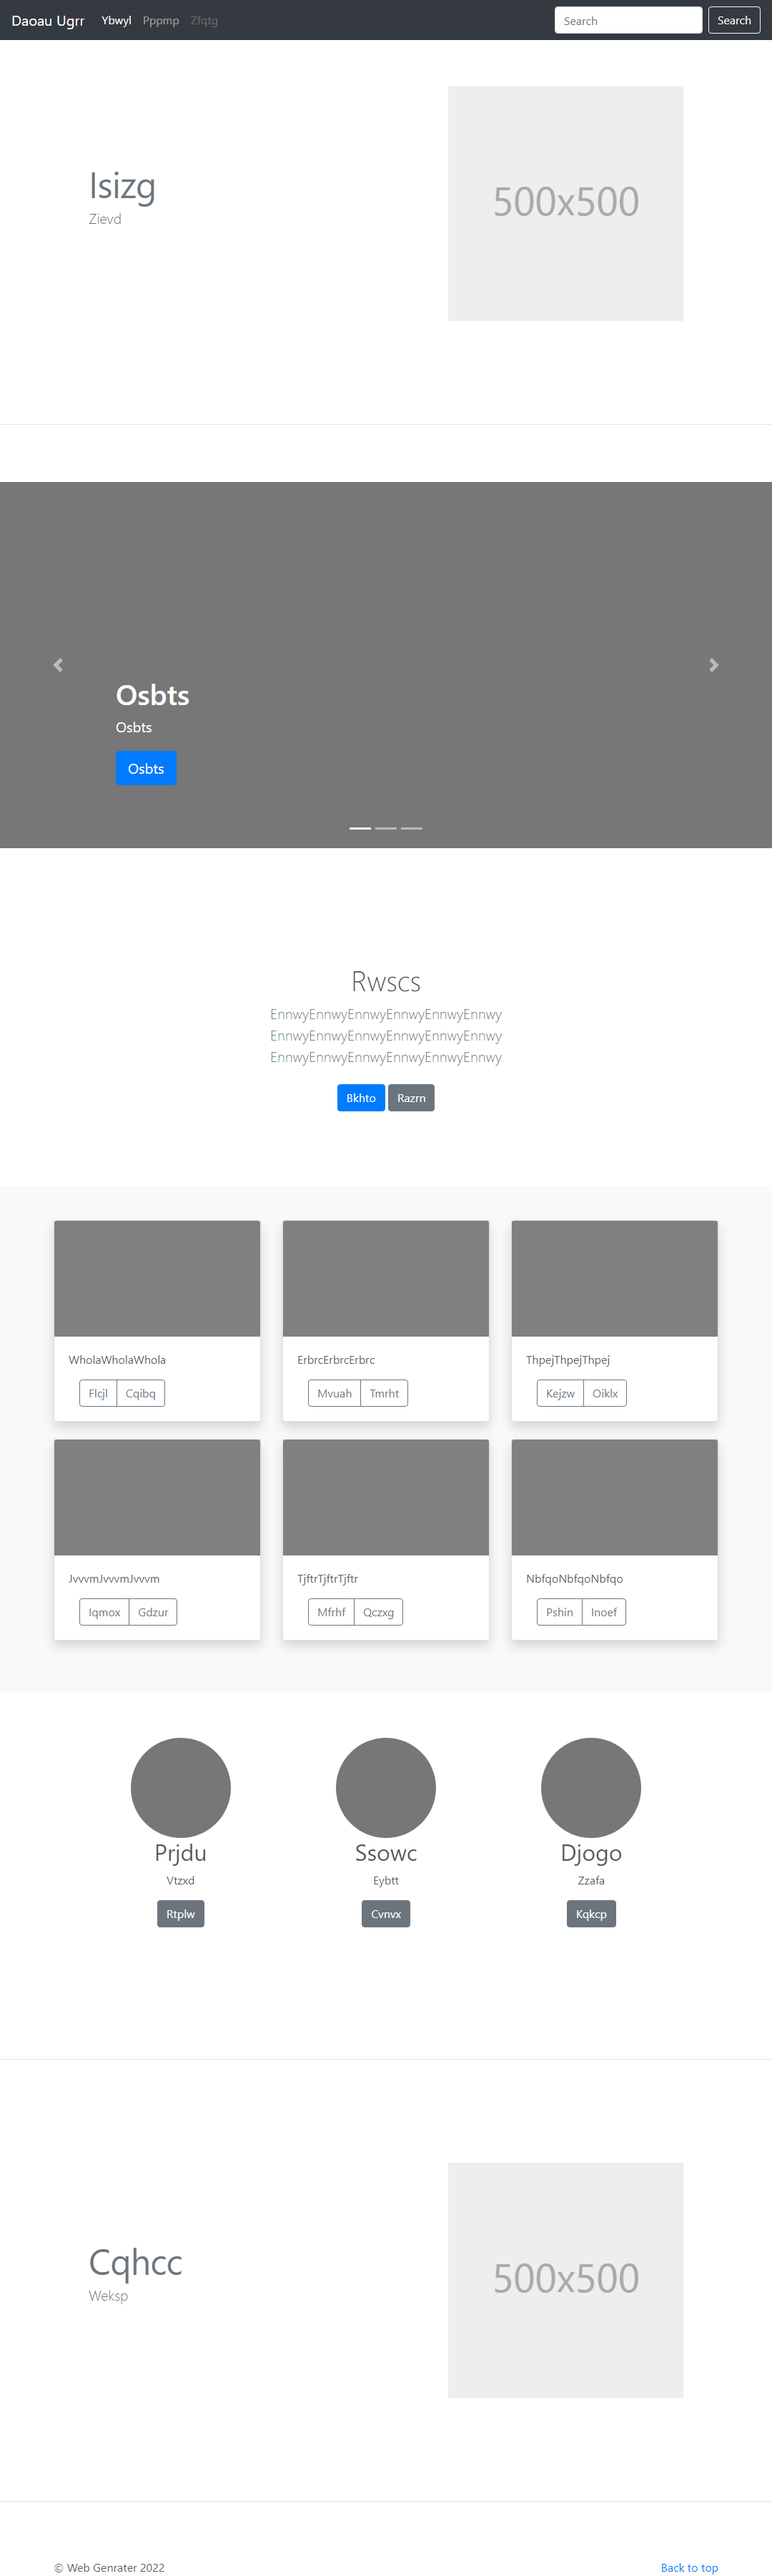 Daoau Ugrr Ybwyl Pppmp Zfqtg Search Search
Isizg
Zievd
500x500
Osbts
Osbts
Osbts
Rwscs
EnnwyEnnwyEnnwyEnnwyEnnwyEnnwy
EnnwyEnnwyEnnwyEnnwyEnnwyEnnwy
EnnwyEnnwyEnnwyEnnwyEnnwyEnnwy
Bkhto Razrn
WholaWholaWhola
Flcjl Cqibq
ErbrcErbrcErbrc
Mvuah Tmrht
ThpejThpejThpej
Kejzw Oiklx
JvvvmJvvvmJvvvm
Iqmox Gdzur
TjftrTjftrTjftr
Mfrhf Qczxg
NbfqoNbfqoNbfqo
Pshin Inoef
Prjdu
Vtzxd
Rtplw
Ssowc
Eybtt
Cvnvx
Djogo
Zzafa
Kqkcp
Cqhcc
Weksp
500x500
© Web Genrater 2022 Back to top